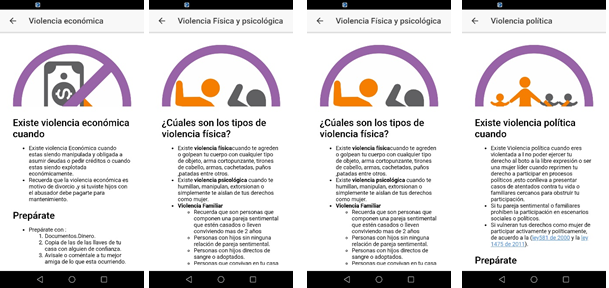 Violencia económica
Existe violencia económica
cuando
Existe violencia Económica cuando
estas siendo manipulada y obligada a
asumir deudas o pedir créditos o cuando
estas siendo explotada
económicamente.
Recuerda que la violencia económica es
motivo de divorcio ,y si tuviste hijos con
el abusador debe pagarte para
mantenimiento.
Prepárate
Prepárate con :
1. Documentos.Dinero.
2. Copia de las de las llaves de tu
casa con alguien de confianza.
3. Avísale o coméntale a tu mejor
amiga de lo que esta ocurriendo.
Violencia Física y psicológica
¿Cúales son los tipos de
violencia física?
Existe violencia física cuando te agreden
o golpean tu cuerpo con cualquier tipo
de objeto, arma cortopunzante, tirones
de cabello, armas, cachetadas, puños
,patadas entre otros.
Existe violencia psicológica cuando te
humillan, manipulan, extorsionan o
simplemente te aislan de tus derechos
como mujer.
Violencia Familiar
Recuerda que son personas que
componen una pareja sentimental
que estén casados o lleven
conviviendo mas de 2 años
Personas con hijos sin ninguna
relación de pareja sentimental.
Personas con hijos directos de
sangre o adoptados.
Personas que convivan en tu casa
Violencia Física y psicológica
¿Cúales son los tipos de
violencia física?
Existe violencia física cuando te agreden
o golpean tu cuerpo con cualquier tipo
de objeto, arma cortopunzante, tirones
de cabello, armas, cachetadas, puños
,patadas entre otros.
Existe violencia psicológica cuando te
humillan, manipulan, extorsionan o
simplemente te aislan de tus derechos
como mujer.
Violencia Familiar
Recuerda que son personas que
componen una pareja sentimental
que estén casados o lleven
conviviendo mas de 2 años
Personas con hijos sin ninguna
relación de pareja sentimental.
Personas con hijos directos de
sangre o adoptados.
Personas que convivan en tu casa
Violencia política
Existe violencia política
cuando
Existe Violencia política cuando eres
violentada a l no poder ejercer tu
derecho al boto a la libre expresión o ser
una mujer líder cuando reprimen tu
derecho a participar en procesos
políticos ,esto conlleva a presentar
casos de atentados contra tu vida o
familiares cercanos para obstruir tu
participación.
Si tu pareja sentimental o familiares
prohíben la participación en escenarios
sociales o políticos.
Si vulneran tus derechos como mujer de
participar activamente y políticamente,
de acuerdo a la (ley581 de 2000 y la ley
1475 de 2011).
Prepárate